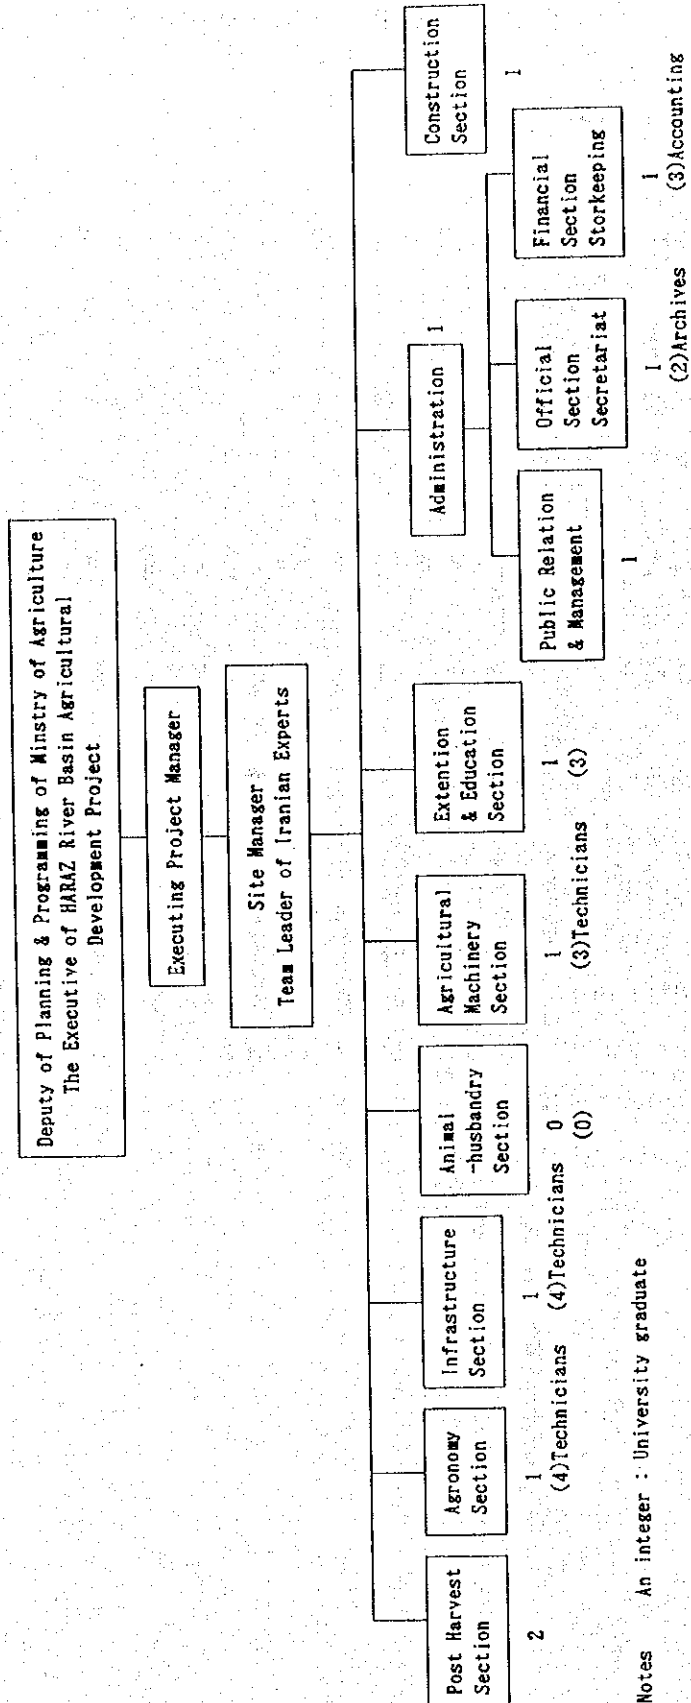 Deputy of Planning & Programming of Minstry of Agriculture
The Executive of HARAZ River Basin Agricultural
Development Project
Executing Project Manager
Site Manager
Team Leader of Iranian Experts
Post Harvest
Section
2
Agronomy
Section
1
(4)Technicians
Infrastructure
Section
1
(4)Technicians
Animal
-husbandry
Section
0
(0)
Agricultural
Machinery
Section
1
(3)Technicians
Extention
& Education
Section
1
(3)
Administration
1
Public Relation
& Management
1
Official
Section
Secretariat
1
(2)Archives
Financial
Section
Storkeeping
1
(3)Accounting
Construction
Section
1
Notes An integer : University graduate